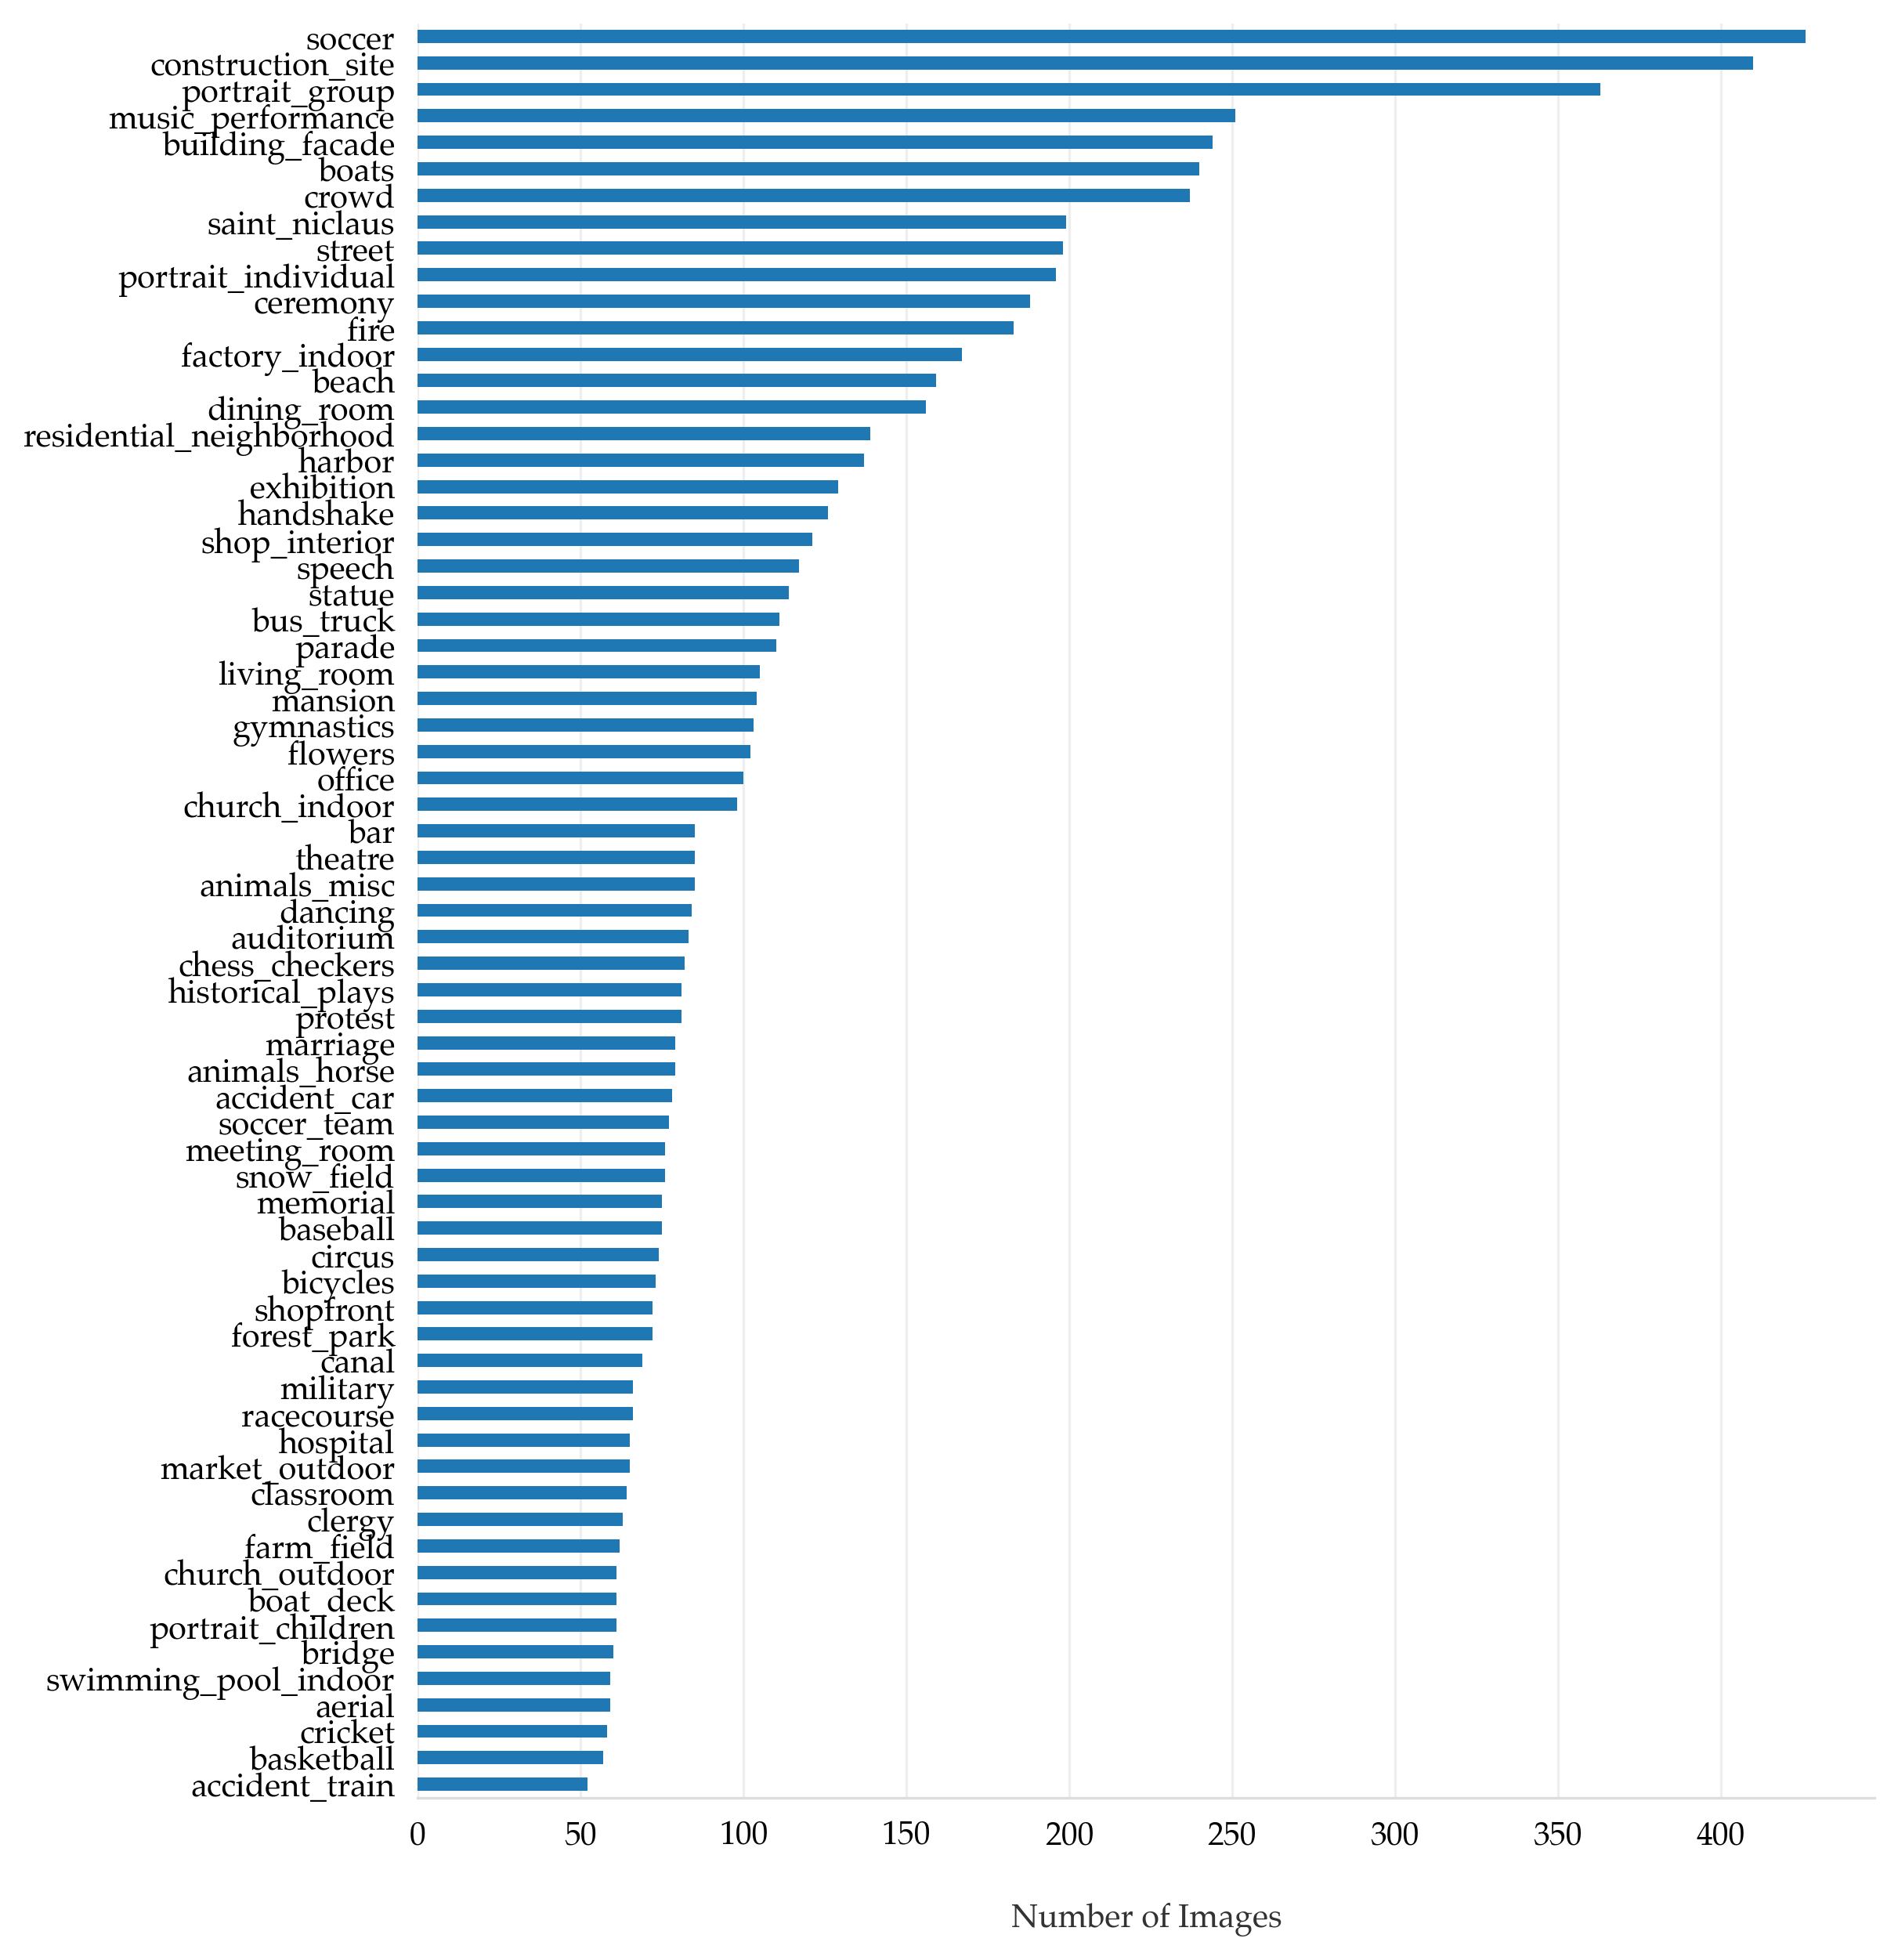 soccer
construction_site
portrait_group
music_performance
building_facade
boats
crowd
saint_niclaus
street
portrait_individual
ceremony
fire
factory_indoor
beach
dining_room
residential_neighborhood
harbor
exhibition
handshake
shop_interior
speech
statue
bus_truck
parade
living_room
mansion
gymnastics
flowers
office
church_indoor
bar
theatre
animals_misc
dancing
auditorium
chess_checkers
historical_plays
protest
marriage
animals_horse
accident_car
soccer_team
meeting_room
snow_field
memorial
baseball
circus
bicycles
shopfront
forest_park
canal
military
racecourse
hospital
market_outdoor
classroom
clergy
farm_field
church_outdoor
boat_deck
portrait_children
bridge
swimming_pool_indoor
aerial
cricket
basketball
accident_train
0 50 100 150 200 250 300 350 400
Number of Images